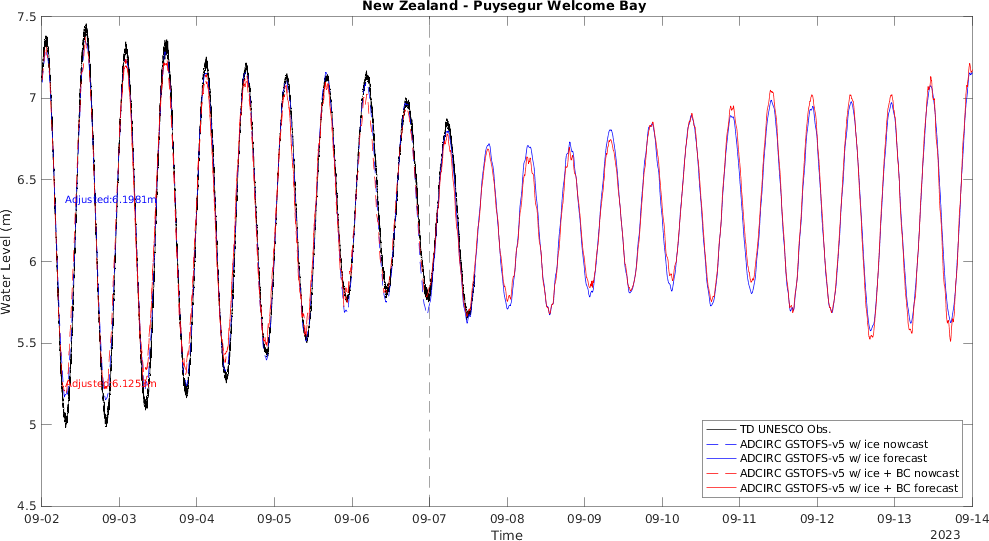 New Zealand - Puysegur Welcome Bay
7.5
7
6.5
6
5.5
5
4.5
Water Level (m)
Adjusted:6.1981m
Adjusted:6.1251m
TD UNESCO Obs.
ADCIRC GSTOFS-v5 w/ ice nowcast
ADCIRC GSTOFS-v5 w/ ice forecast
ADCIRC GSTOFS-v5 w/ ice + BC nowcast
ADCIRC GSTOFS-v5 w/ ice + BC forecast
09-02 09-03 09-04 09-05 09-06 09-07 09-08 09-09 09-10 09-11 09-12 09-13 09-14
Time
2023